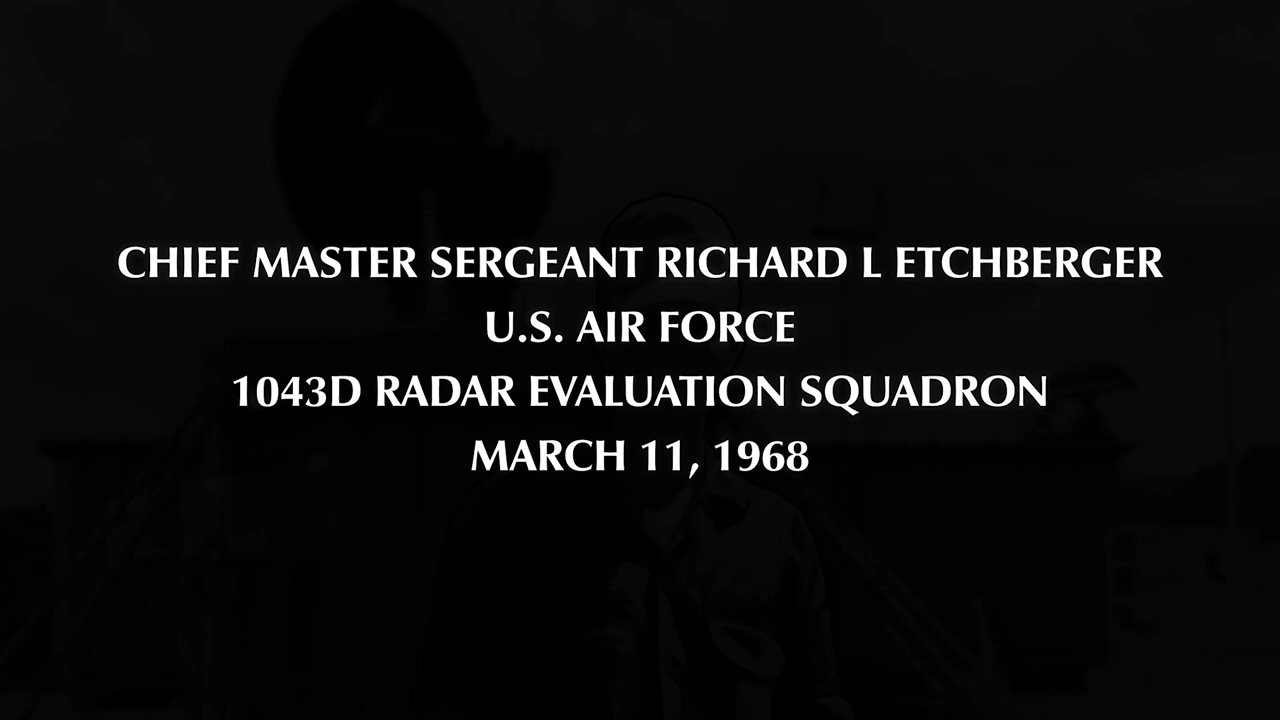 CHIEF MASTER SERGEANT RICHARD L ETCHBERGER
U.S. AIR FORCE
1043D RADAR EVALUATION SQUADRON
MARCH 11, 1968